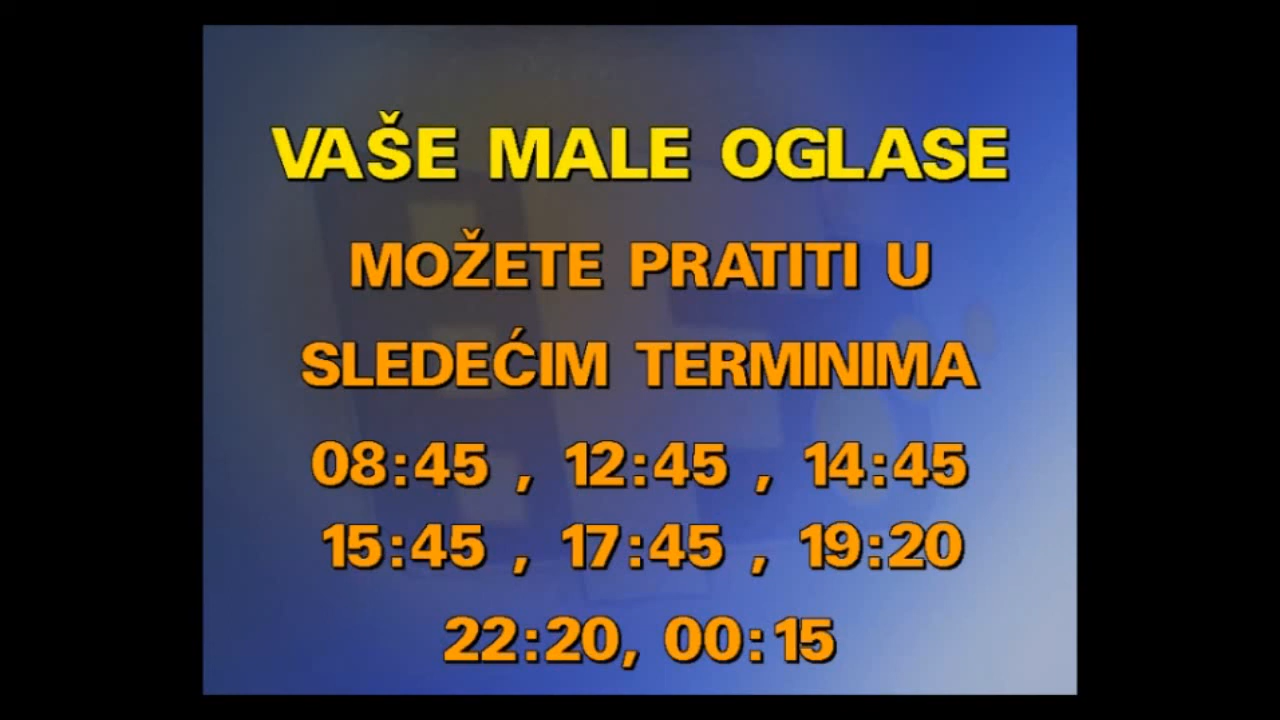 VAŠE MALE OGLASE
MOŽETE PRATITI U
SLEDEĆIM TERMINIMA
08:45 , 12:45 , 14:45
15:45 , 17:45 , 19:20
22:20, 00:15